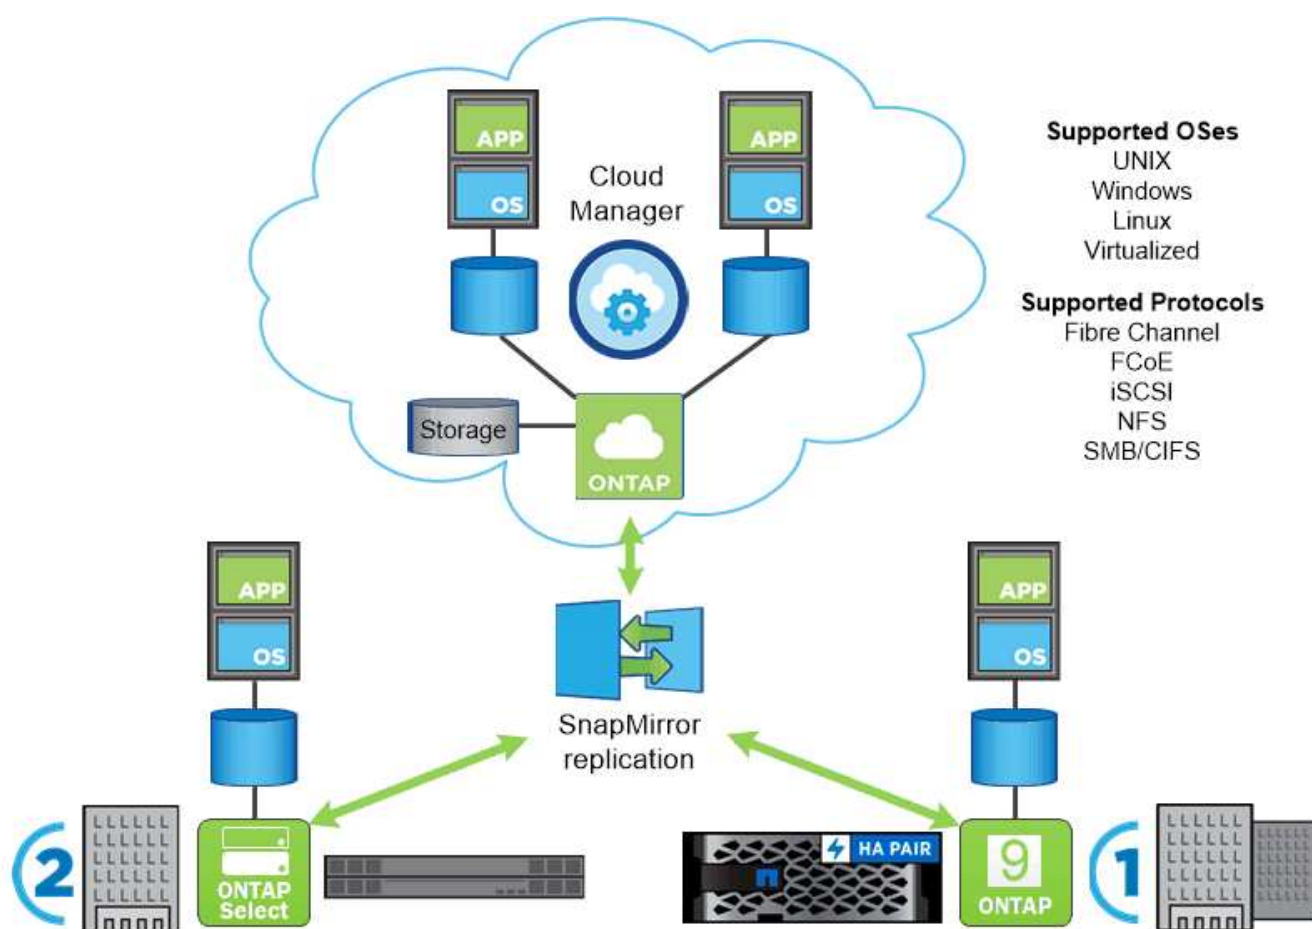 APP
OS
APP
OS
Cloud
Manager
Storage
ONTAP
Supported OSes
UNIX
Windows
Linux
Virtualized
Supported Protocols
Fibre Channel
FCoE
iSCSI
NFS
SMB/CIFS
APP
OS
SnapMirror
replication
APP
OS
2
ONTAP
Select
HA PAIR
9
ONTAP
1